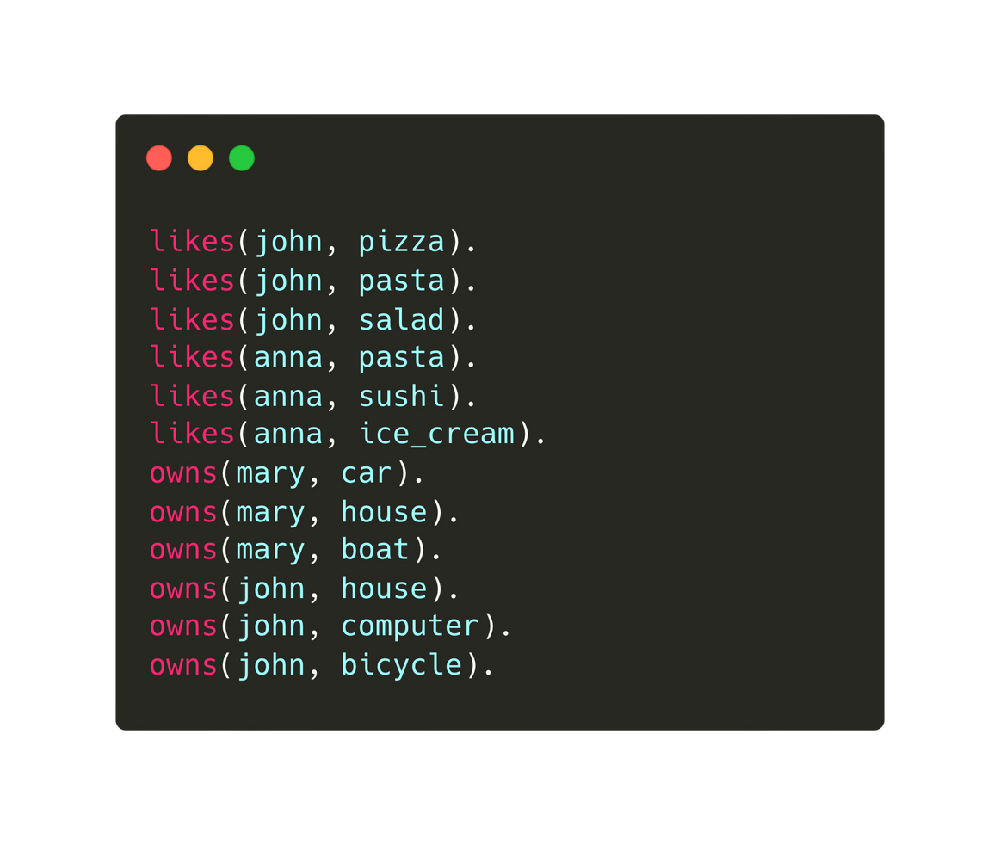 likes(john, pizza).
likes(john, pasta).
likes(john, salad).
likes(anna, pasta).
likes(anna, sushi).
likes(anna, ice_cream).
owns(mary, car).
owns(mary, house).
owns(mary, boat).
owns(john, house).
owns(john, computer).
owns(john, bicycle).